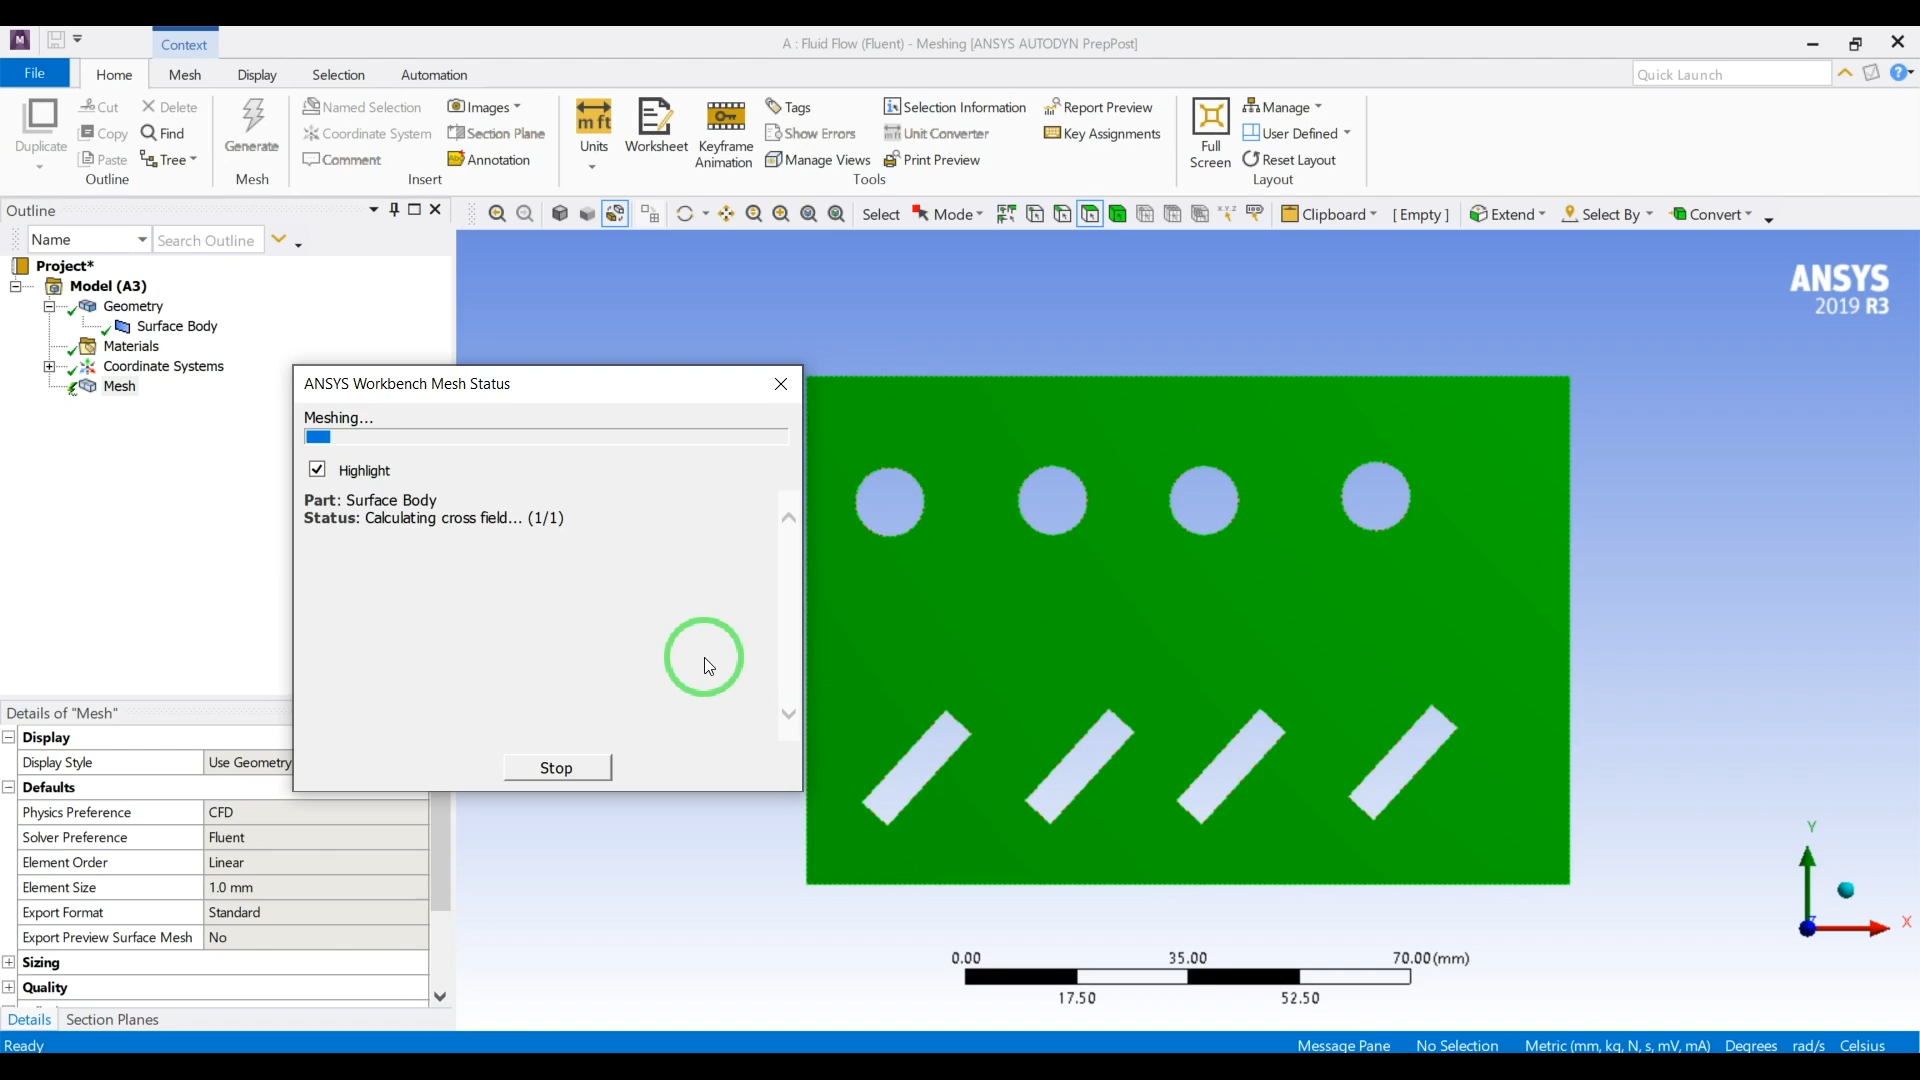 Context
A : Fluid Flow (Fluent) - Meshing [ANSYS AUTODYN PrepPost]
File
Home
Mesh
Display
Selection
Automation
Quick Launch
Duplicate
Cut
Copy
Paste
Delete
Find
Tree
Outline
Generate
Mesh
Named Selection
Coordinate System
Comment
Images
Section Plane
Annotation
Insert
Units
Worksheet
Keyframe
Animation
Tags
Show Errors
Manage Views
Selection Information
Unit Converter
Print Preview
Report Preview
Key Assignments
Tools
Full
Screen
Manage
User Defined
Reset Layout
Layout
Outline
Select
Mode
Clipboard
[ Empty ]
Extend
Select By
Convert
Name
Search Outline
Project*
Model (A3)
Geometry
Surface Body
Materials
Coordinate Systems
Mesh
ANSYS
2019 R3
ANSYS Workbench Mesh Status
Meshing...
Highlight
Part: Surface Body
Status: Calculating cross field... (1/1)
Stop
Details of "Mesh"
Display
Display Style Use Geometry
Defaults
Physics Preference CFD
Solver Preference Fluent
Element Order Linear
Element Size 1.0 mm
Export Format Standard
Export Preview Surface Mesh No
Sizing
Quality
Details
Section Planes
0.00 35.00 70.00 (mm)
17.50 52.50
Y
X
Z
Ready
Message Pane
No Selection
Metric (mm, kg, N, s, mV, mA)
Degrees
rad/s
Celsius